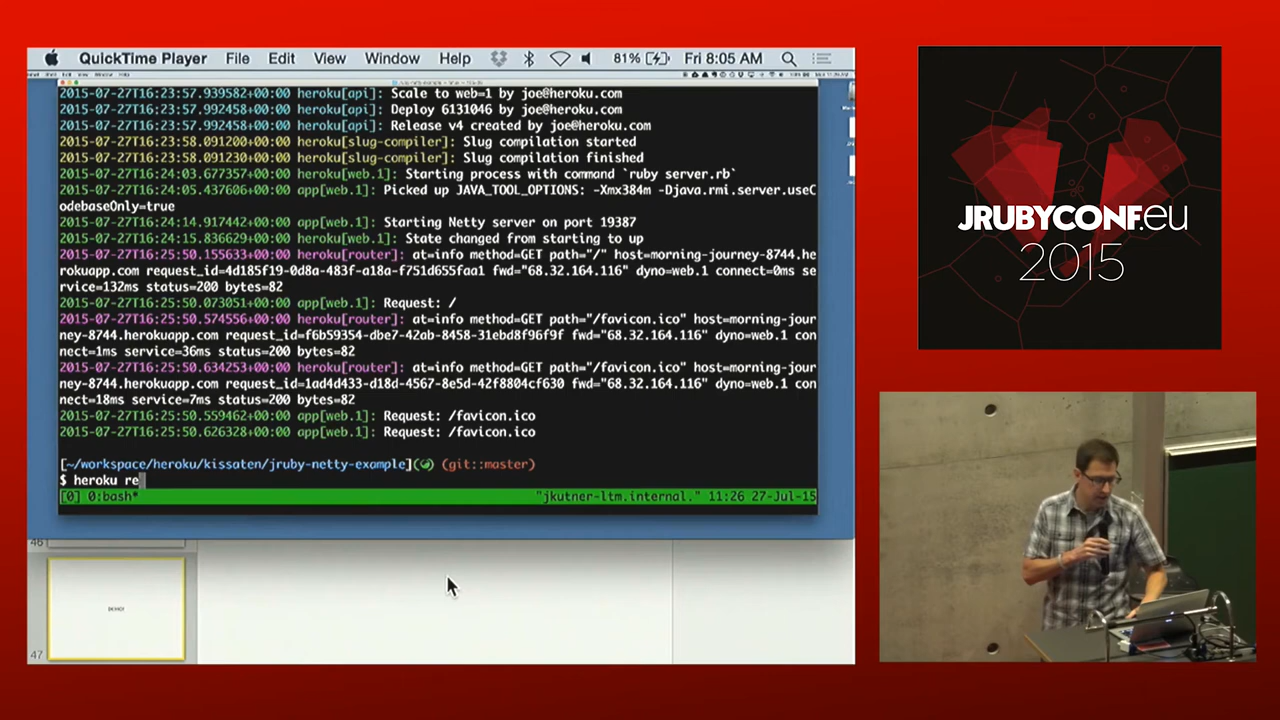 QuickTime Player File Edit View Window Help 81% Fri 8:05 AM
2015-07-27T16:23:57.939582+00:00 heroku[api]: Scale to web=1 by joe@heroku.com
2015-07-27T16:23:57.992458+00:00 heroku[api]: Deploy 6131046 by joe@heroku.com
2015-07-27T16:23:57.992458+00:00 heroku[api]: Release v4 created by joe@heroku.com
2015-07-27T16:23:58.091200+00:00 heroku[slug-compiler]: Slug compilation started
2015-07-27T16:23:58.091230+00:00 heroku[slug-compiler]: Slug compilation finished
2015-07-27T16:24:03.677357+00:00 heroku[web.1]: Starting process with command `ruby server.rb`
2015-07-27T16:24:05.437606+00:00 app[web.1]: Picked up JAVA_TOOL_OPTIONS: -Xmx384m -Djava.rmi.server.useC
odebaseOnly=true
2015-07-27T16:24:14.917442+00:00 app[web.1]: Starting Netty server on port 19387
2015-07-27T16:24:15.836629+00:00 heroku[web.1]: State changed from starting to up
2015-07-27T16:25:50.155633+00:00 heroku[router]: at=info method=GET path="/" host=morning-journey-8744.he
rokuapp.com request_id=4d185f19-0d8a-483f-a18a-f751d655faa1 fwd="68.32.164.116" dyno=web.1 connect=0ms se
rvice=132ms status=200 bytes=82
2015-07-27T16:25:50.073051+00:00 app[web.1]: Request: /
2015-07-27T16:25:50.574556+00:00 heroku[router]: at=info method=GET path="/favicon.ico" host=morning-jour
ney-8744.herokuapp.com request_id=f6b59354-dbe7-42ab-8458-31ebd8f96f9f fwd="68.32.164.116" dyno=web.1 con
nect=1ms service=36ms status=200 bytes=82
2015-07-27T16:25:50.634253+00:00 heroku[router]: at=info method=GET path="/favicon.ico" host=morning-jour
ney-8744.herokuapp.com request_id=1ad4d433-d18d-4567-8e5d-42f8804cf630 fwd="68.32.164.116" dyno=web.1 con
nect=18ms service=7ms status=200 bytes=82
2015-07-27T16:25:50.559462+00:00 app[web.1]: Request: /favicon.ico
2015-07-27T16:25:50.626328+00:00 app[web.1]: Request: /favicon.ico
[~/workspace/heroku/kissaten/jruby-netty-example] (git::master)
$ heroku re
[0] 0:bash* "jkutner-ltm.internal." 11:26 27-Jul-15
46
47
JRUBYCONF.eu
2015